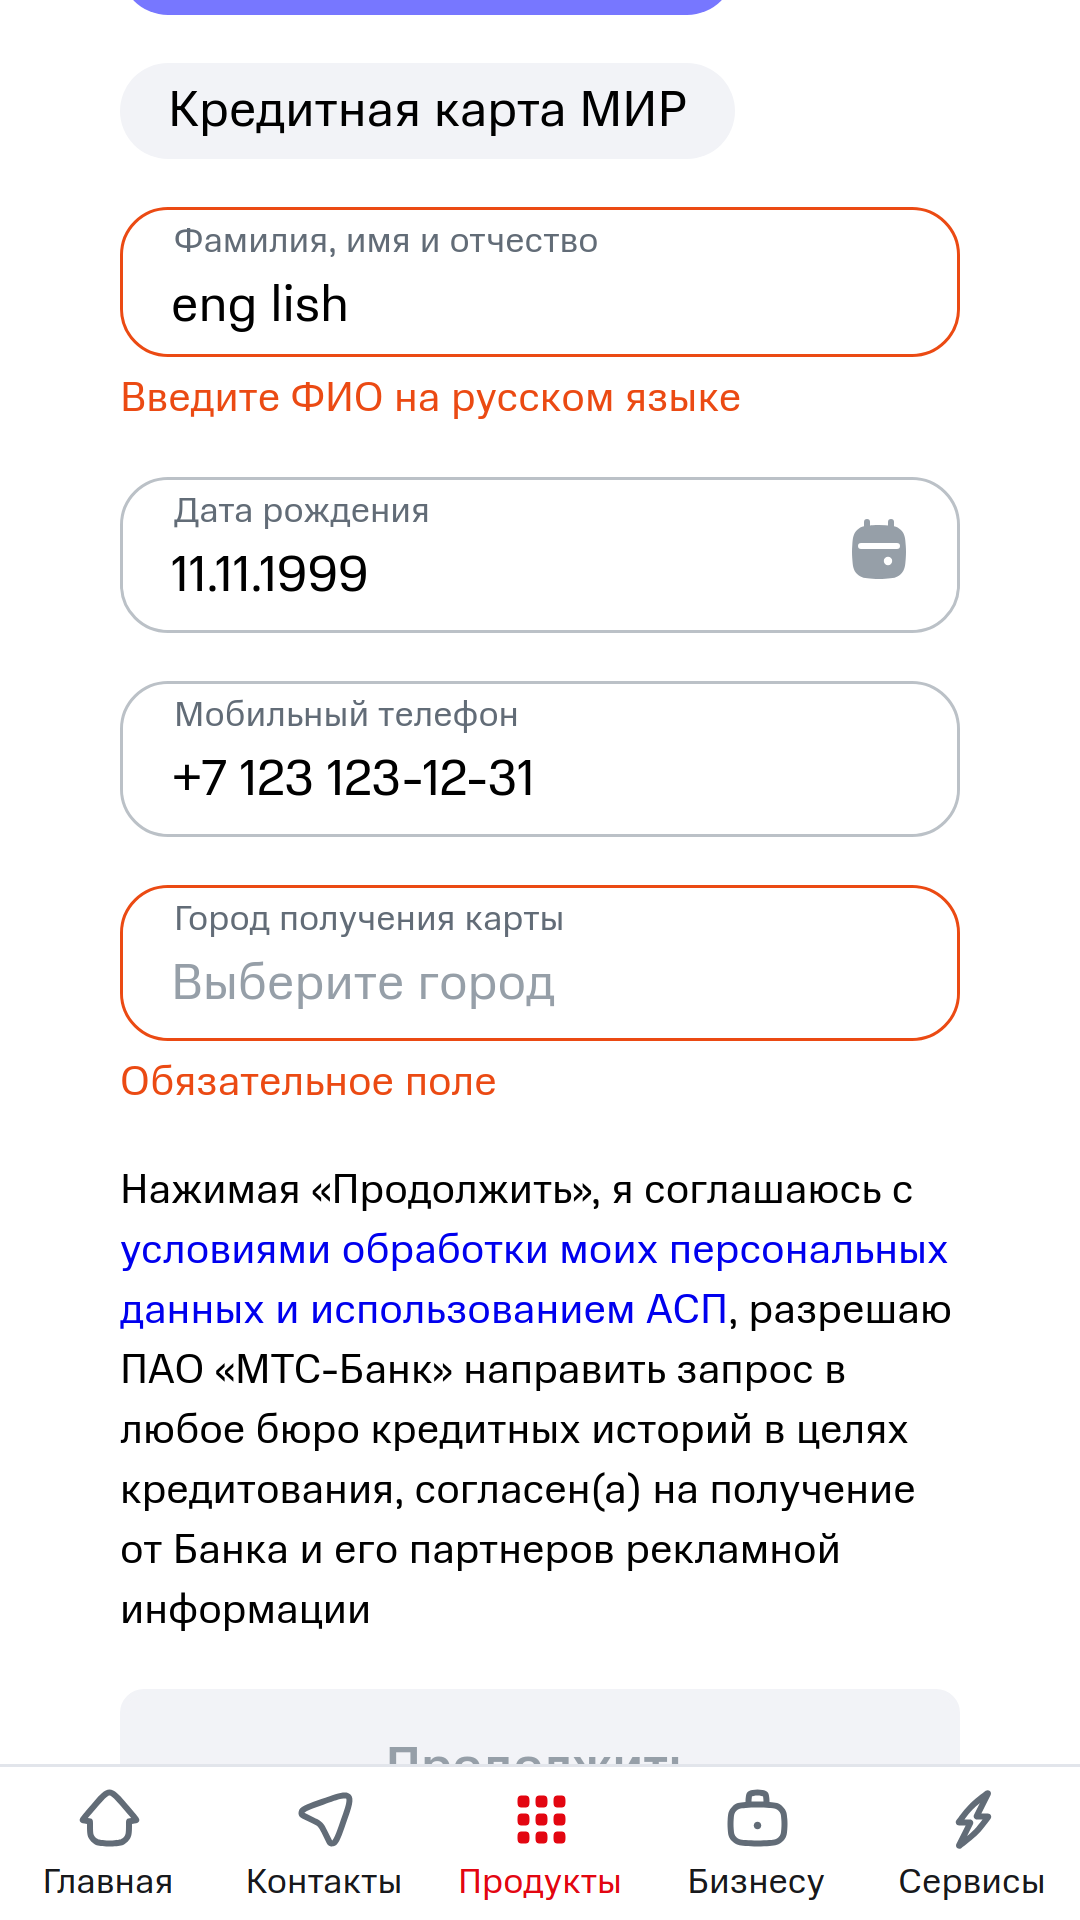 Кредитная карта МИР
Фамилия, имя и отчество
eng lish
Введите ФИО на русском языке
Дата рождения
11.11.1999
Мобильный телефон
+7 123 123-12-31
Город получения карты
Выберите город
Обязательное поле
Нажимая «Продолжить», я соглашаюсь с
условиями обработки моих персональных
данных и использованием АСП, разрешаю
ПАО «МТС-Банк» направить запрос в
любое бюро кредитных историй в целях
кредитования, согласен(а) на получение
от Банка и его партнеров рекламной
информации
Продолжить
Главная
Контакты
Продукты
Бизнесу
Сервисы